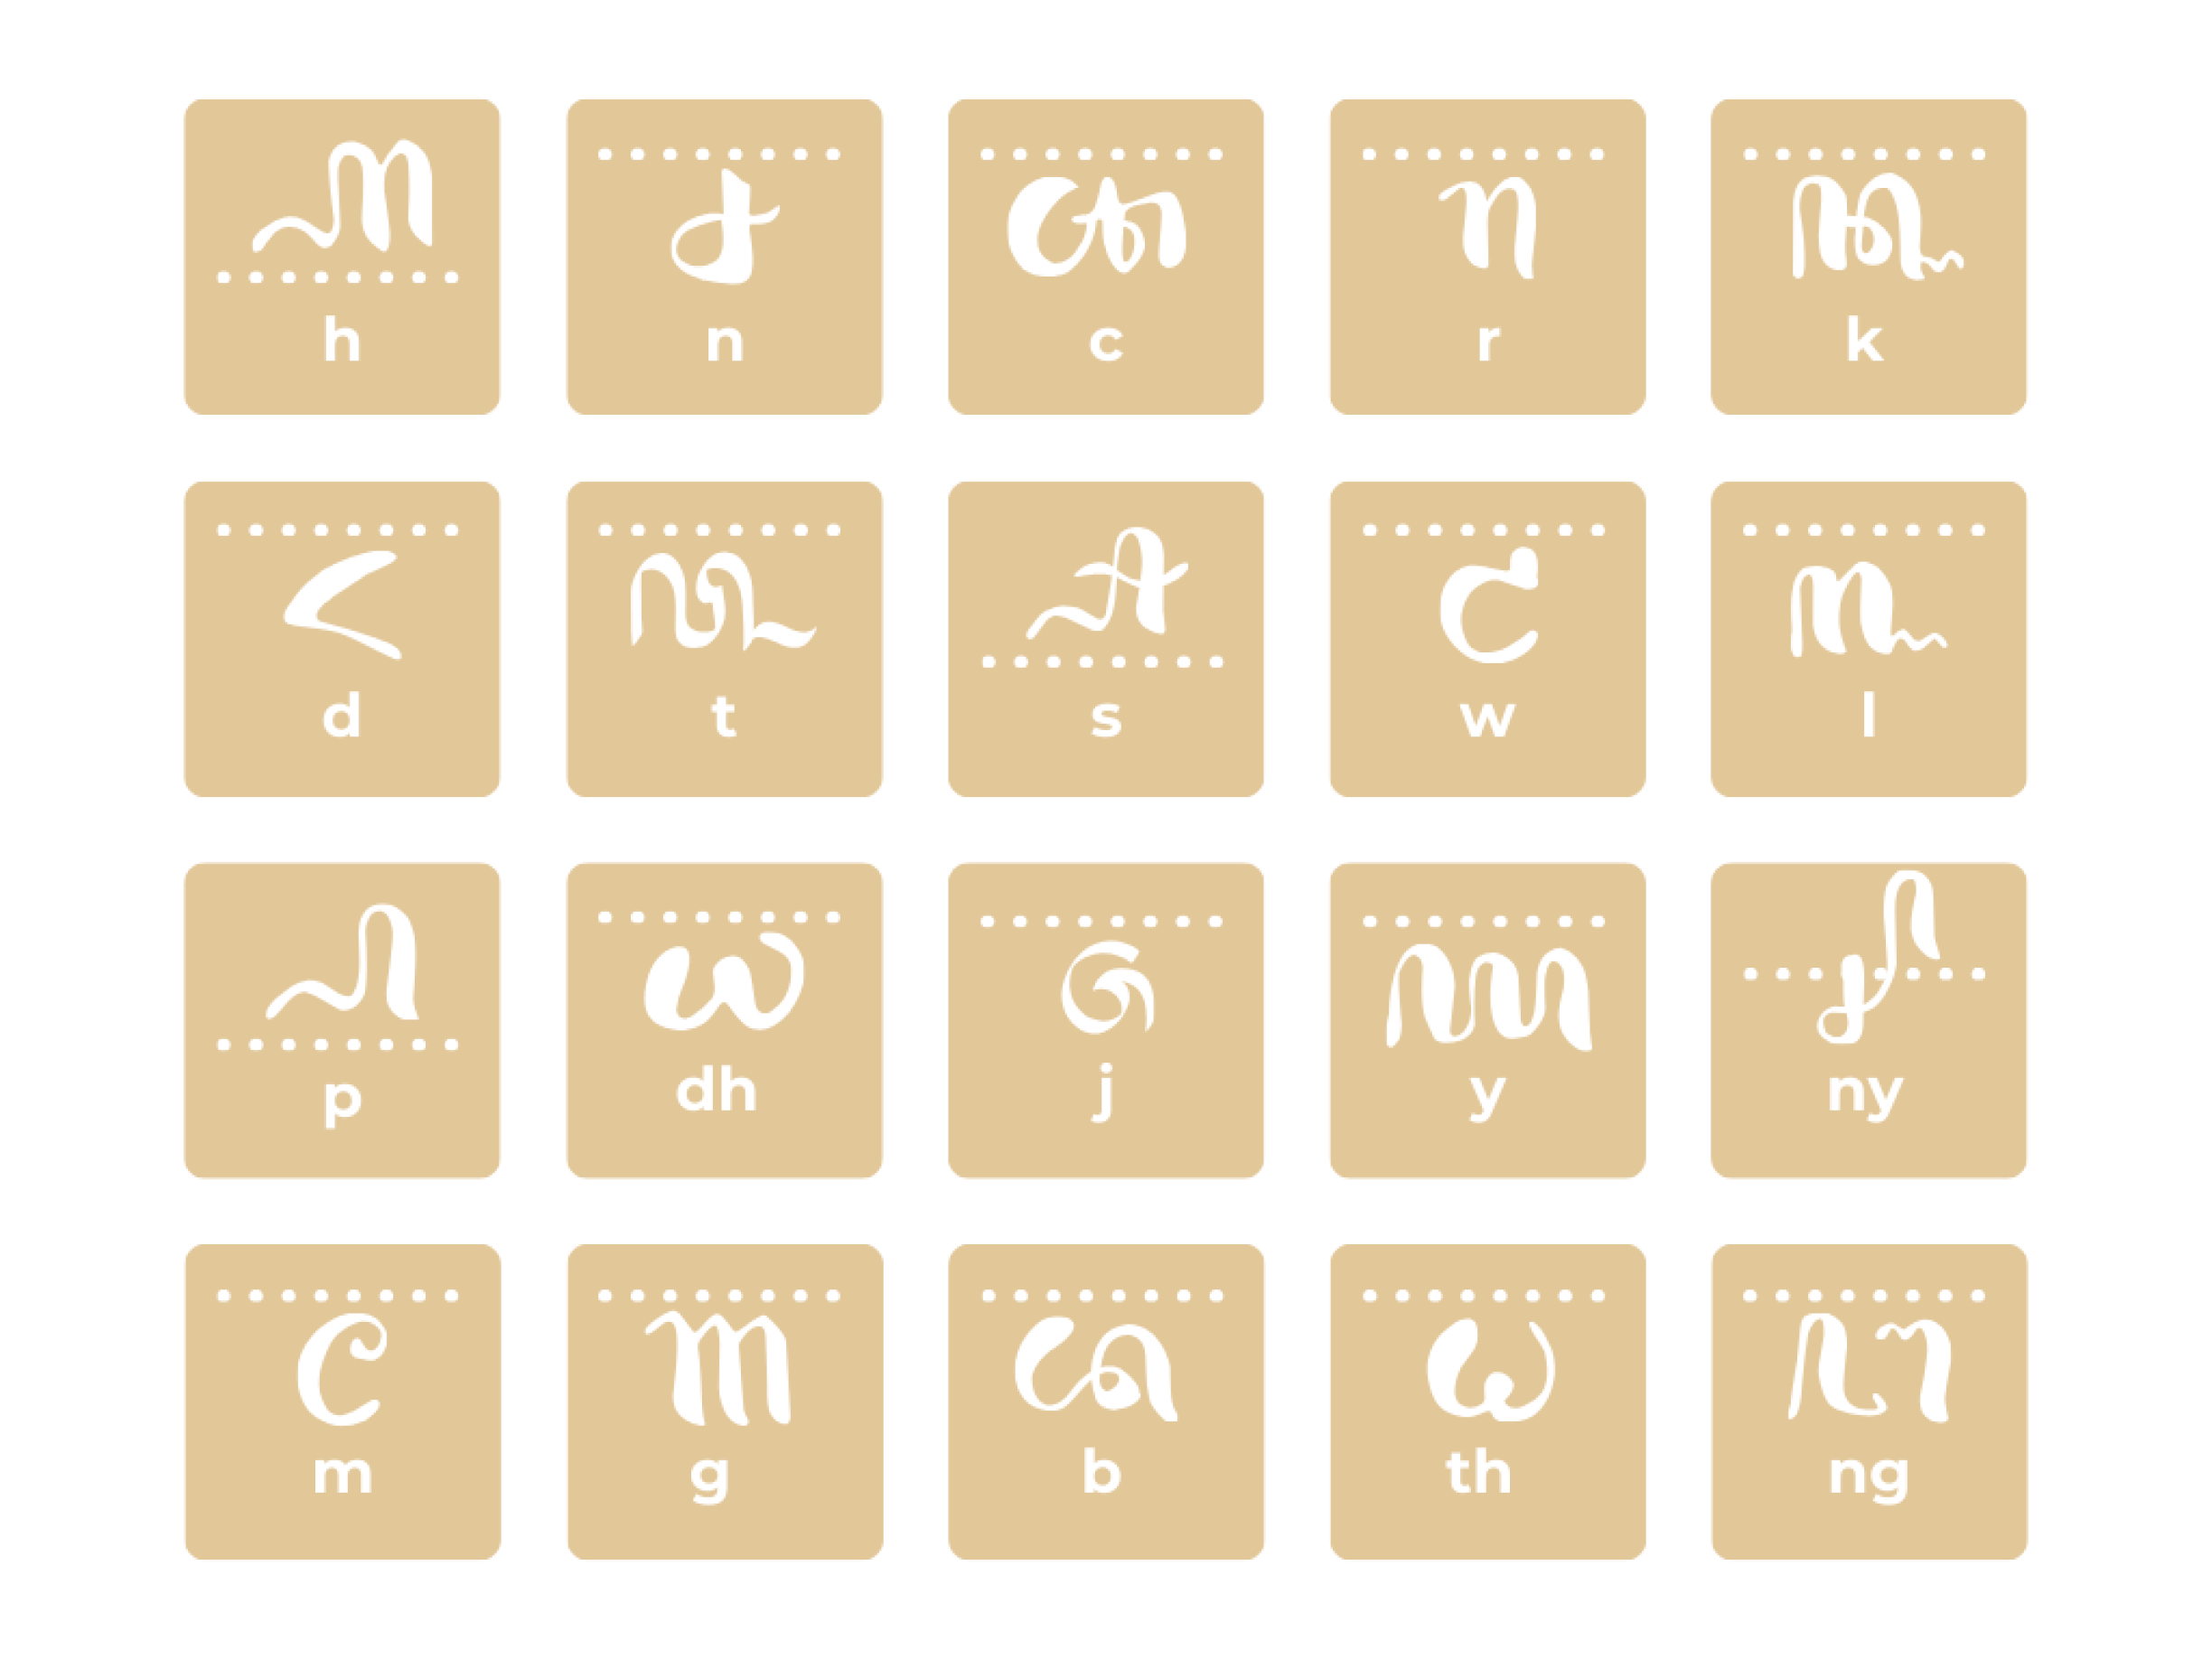 ꧀ꦲ ꧀ꦤ ꧀ꦕ ꧀ꦫ ꧀ꦏ
h n c r k
꧀ꦢ ꧀ꦠ ꧀ꦱ ꧀ꦮ ꧀ꦭ
d t s w l
꧀ꦥ ꧀ꦝ ꧀ꦗ ꧀ꦪ ꧀ꦚ
p dh j y ny
꧀ꦩ ꧀ꦒ ꧀ꦧ ꧀ꦛ ꧀ꦔ
m g b th ng